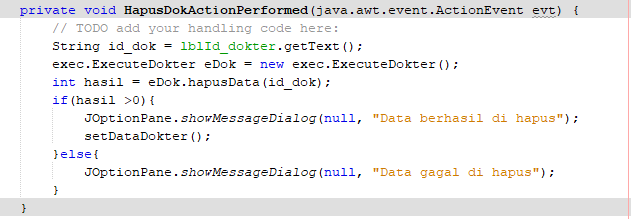 private void HapusDokActionPerformed(java.awt.event.ActionEvent evt) {
// TODO add your handling code here:
String id_dok = lblId_dokter.getText();
exec.ExecuteDokter eDok = new exec.ExecuteDokter();
int hasil = eDok.hapusData(id_dok);
if(hasil >0){
JOptionPane.showMessageDialog(null, "Data berhasil di hapus");
setDataDokter();
}else{
JOptionPane.showMessageDialog(null, "Data gagal di hapus");
}
}